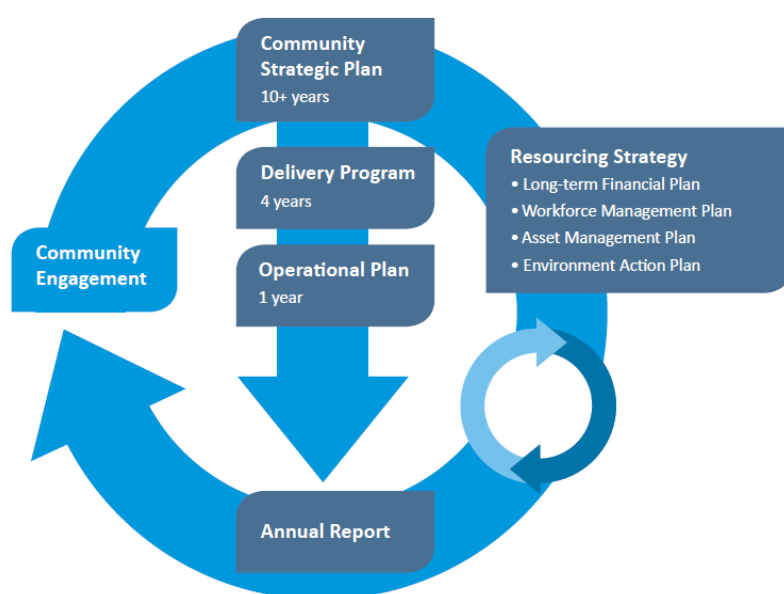 Community
Strategic Plan
10+ years
Delivery Program
4 years
Operational Plan
1 year
Resourcing Strategy
• Long-term Financial Plan
• Workforce Management Plan
• Asset Management Plan
• Environment Action Plan
Community
Engagement
Annual Report